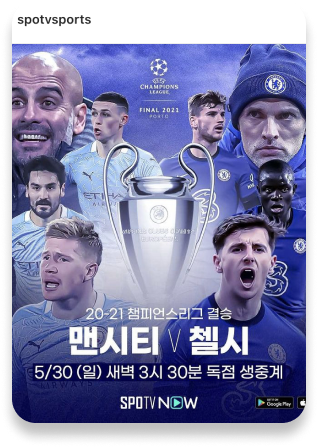 spotvsports
CHAMPIONS
LEAGUE
FINAL 2021
PORTO
20-21 챔피언스리그 결승
맨시티 V 첼시
5/30 (일) 새벽 3시 30분 독점 생중계
SPOTV NOW
Google Play